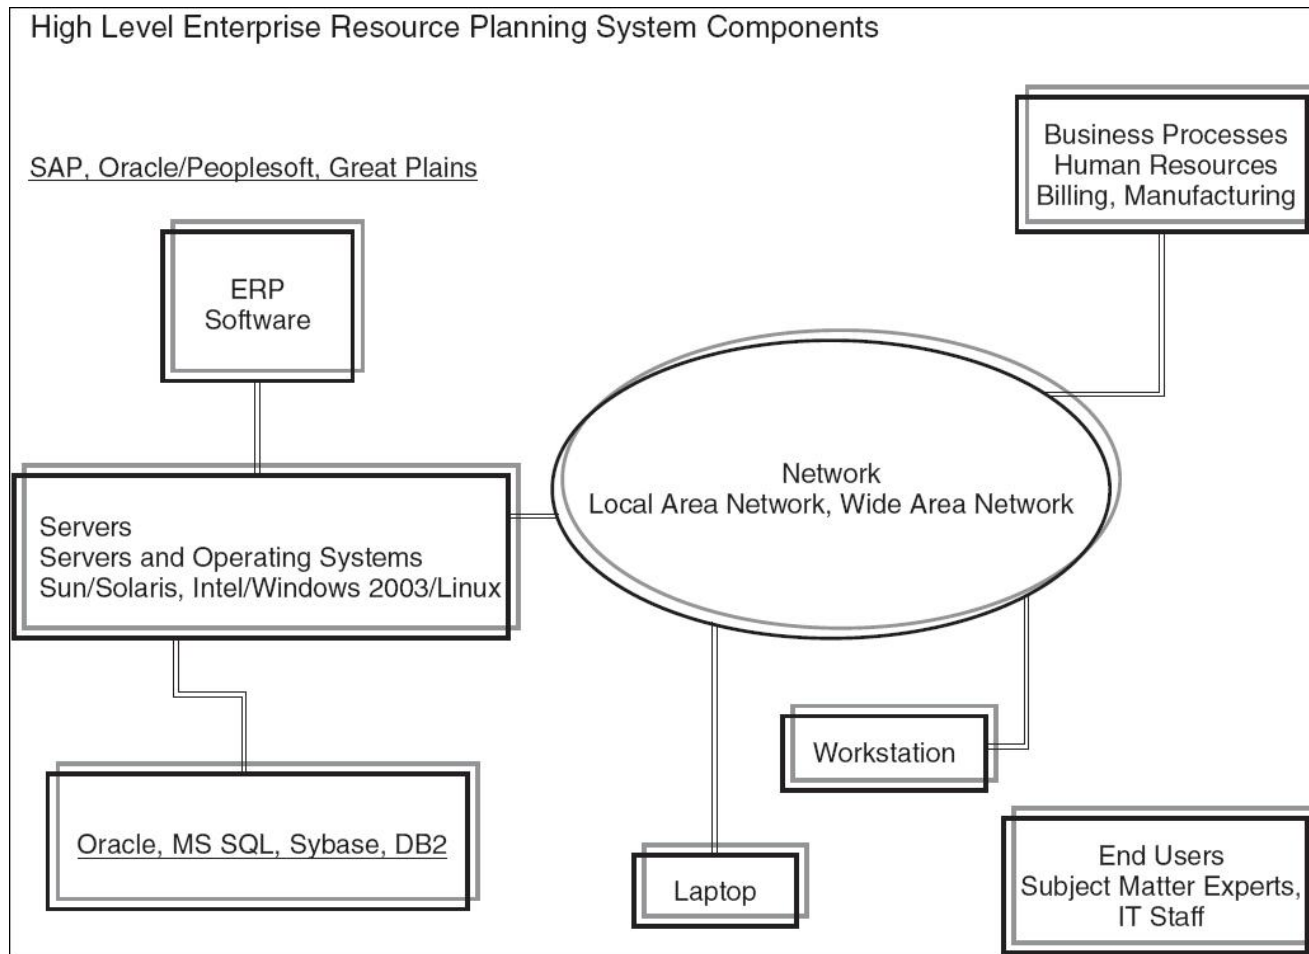 High Level Enterprise Resource Planning System Components
Business Processes
Human Resources
Billing, Manufacturing
SAP, Oracle/Peoplesoft, Great Plains
ERP
Software
Network
Local Area Network, Wide Area Network
Servers
Servers and Operating Systems
Sun/Solaris, Intel/Windows 2003/Linux
Workstation
Oracle, MS SQL, Sybase, DB2
Laptop
End Users
Subject Matter Experts,
IT Staff